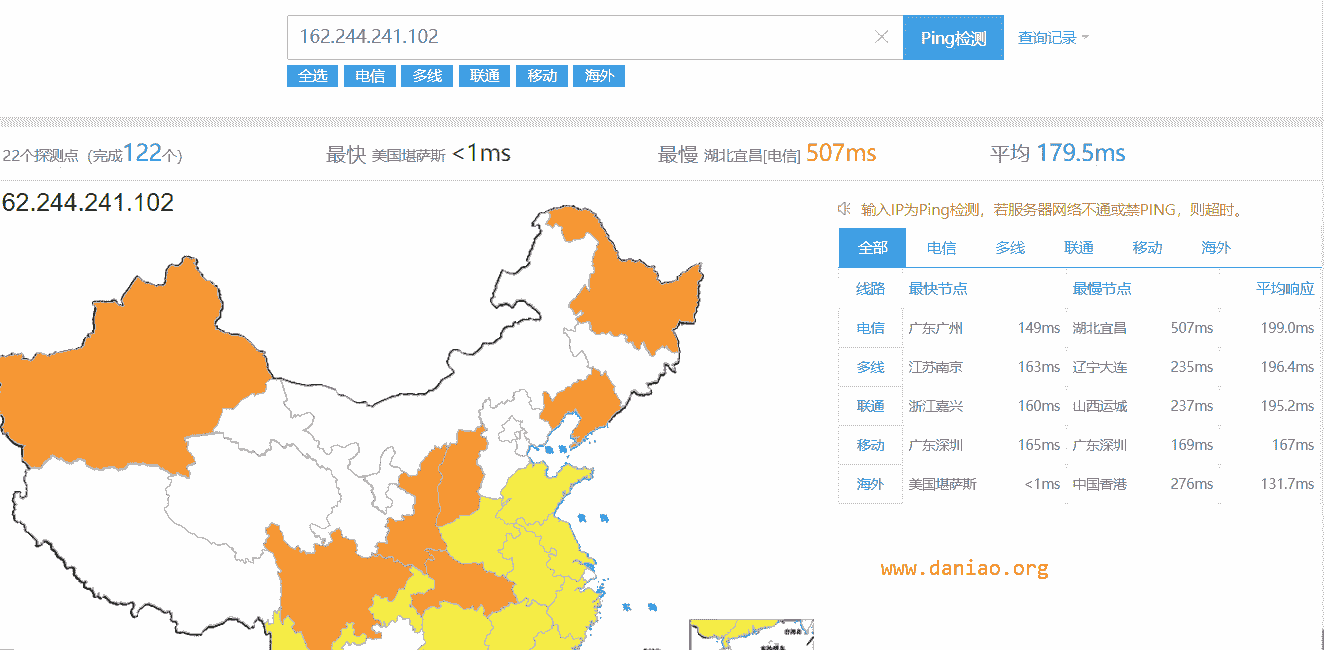 162.244.241.102
Ping检测
查询记录
全选 电信 多线 联通 移动 海外
22个探测点 (完成122个) 最快 美国堪萨斯 <1ms 最慢 湖北宜昌[电信] 507ms 平均 179.5ms
62.244.241.102
输入IP为Ping检测，若服务器网络不通或禁PING，则超时。
全部 电信 多线 联通 移动 海外
线路 最快节点 最慢节点 平均响应
电信 广东广州 149ms 湖北宜昌 507ms 199.0ms
多线 江苏南京 163ms 辽宁大连 235ms 196.4ms
联通 浙江嘉兴 160ms 山西运城 237ms 195.2ms
移动 广东深圳 165ms 广东深圳 169ms 167ms
海外 美国堪萨斯 <1ms 中国香港 276ms 131.7ms
www.daniao.org